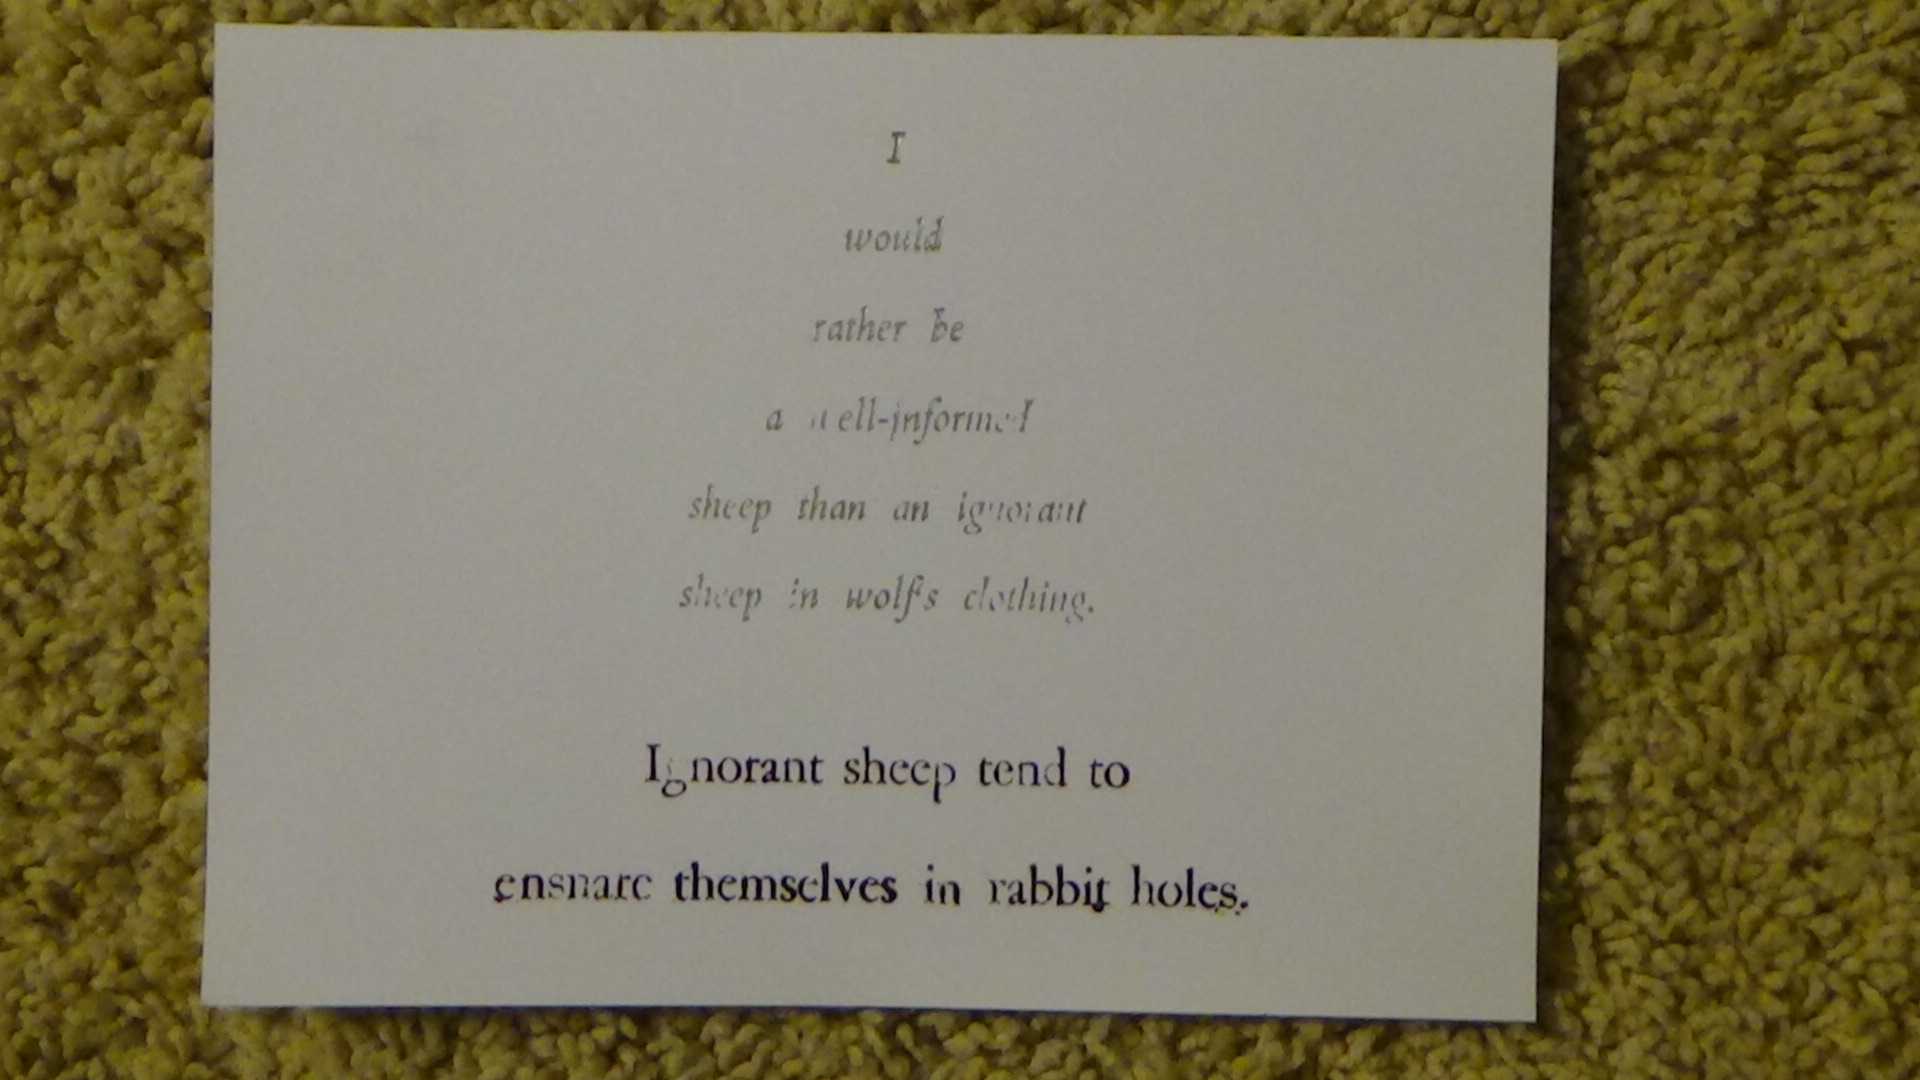 I
would
rather be
a well-informed
sheep than an ignorant
sheep in wolf's clothing.
Ignorant sheep tend to
ensnare themselves in rabbit holes.